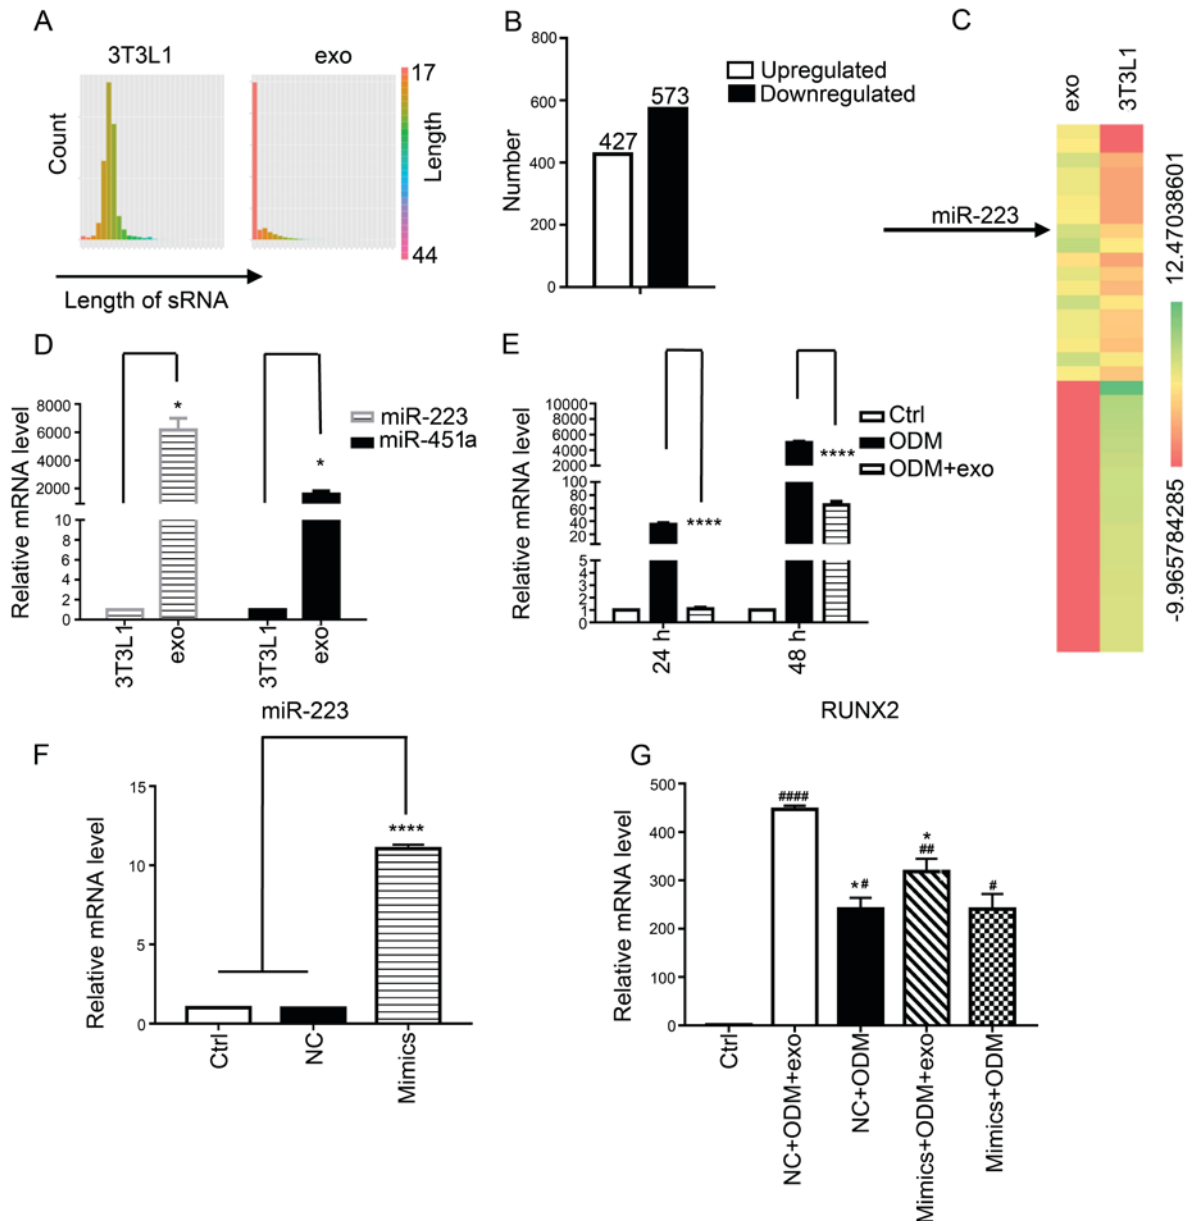 A
3T3L1
exo
Count
17
Length
44
Length of sRNA
B
800
600
400
200
0
Number
427
573
Upregulated
Downregulated
C
exo
3T3L1
miR-223
12.47038601
-9.965784285
D
Relative mRNA level
8000
6000
4000
2000
10
8
6
4
2
0
*
*
miR-223
miR-451a
3T3L1
exo
3T3L1
exo
E
Relative mRNA level
10000
8000
6000
4000
2000
100
80
60
40
20
5
4
3
2
1
0
****
****
Ctrl
ODM
ODM+exo
24 h
48 h
F
miR-223
Relative mRNA level
15
10
5
0
****
Ctrl
NC
Mimics
G
RUNX2
Relative mRNA level
500
400
300
200
100
0
####
*#
*
##
#
Ctrl
NC+ODM+exo
NC+ODM
Mimics+ODM+exo
Mimics+ODM